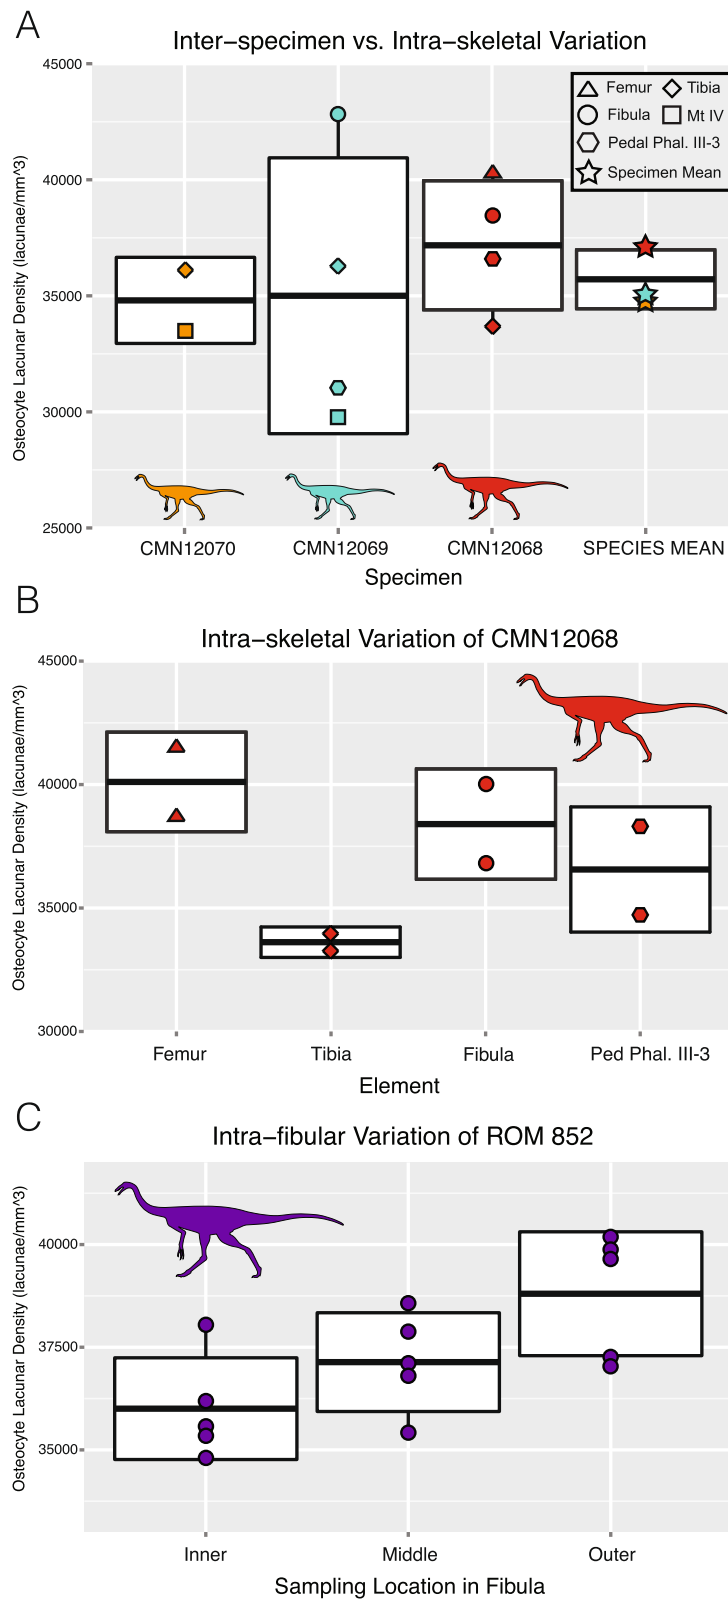 A
Inter−specimen vs. Intra−skeletal Variation
Osteocyte Lacunar Density (lacunae/mm^3)
45000
40000
35000
30000
25000
Femur Tibia
Fibula Mt IV
Pedal Phal. III-3
Specimen Mean
CMN12070 CMN12069 CMN12068 SPECIES MEAN
Specimen
B
Intra−skeletal Variation of CMN12068
Osteocyte Lacunar Density (lacunae/mm^3)
45000
40000
35000
30000
Femur Tibia Fibula Ped Phal. III-3
Element
C
Intra−fibular Variation of ROM 852
Osteocyte Lacunar Density (lacunae/mm^3)
40000
37500
35000
Inner Middle Outer
Sampling Location in Fibula